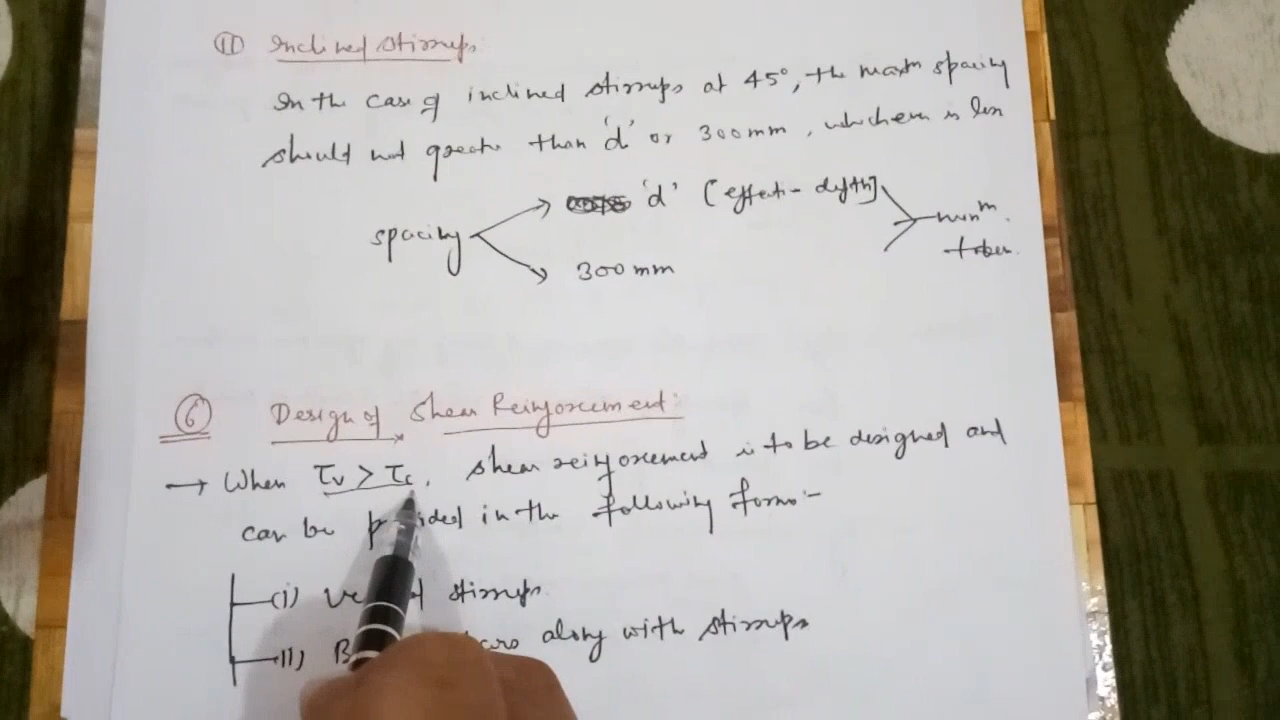 (ii) Inclined stirrups
In the case of inclined stirrups at 45°, the maxm spacing
should not greater than 'd' or 300mm, whichever is less
spacing 'd' [effective depth] minm
300mm taken.
⑥ Design of Shear Reinforcement:
→ When τv > τc, shear reinforcement is to be designed and
can be in the following forms:-
(i) stirrups
(ii) along with stirrups